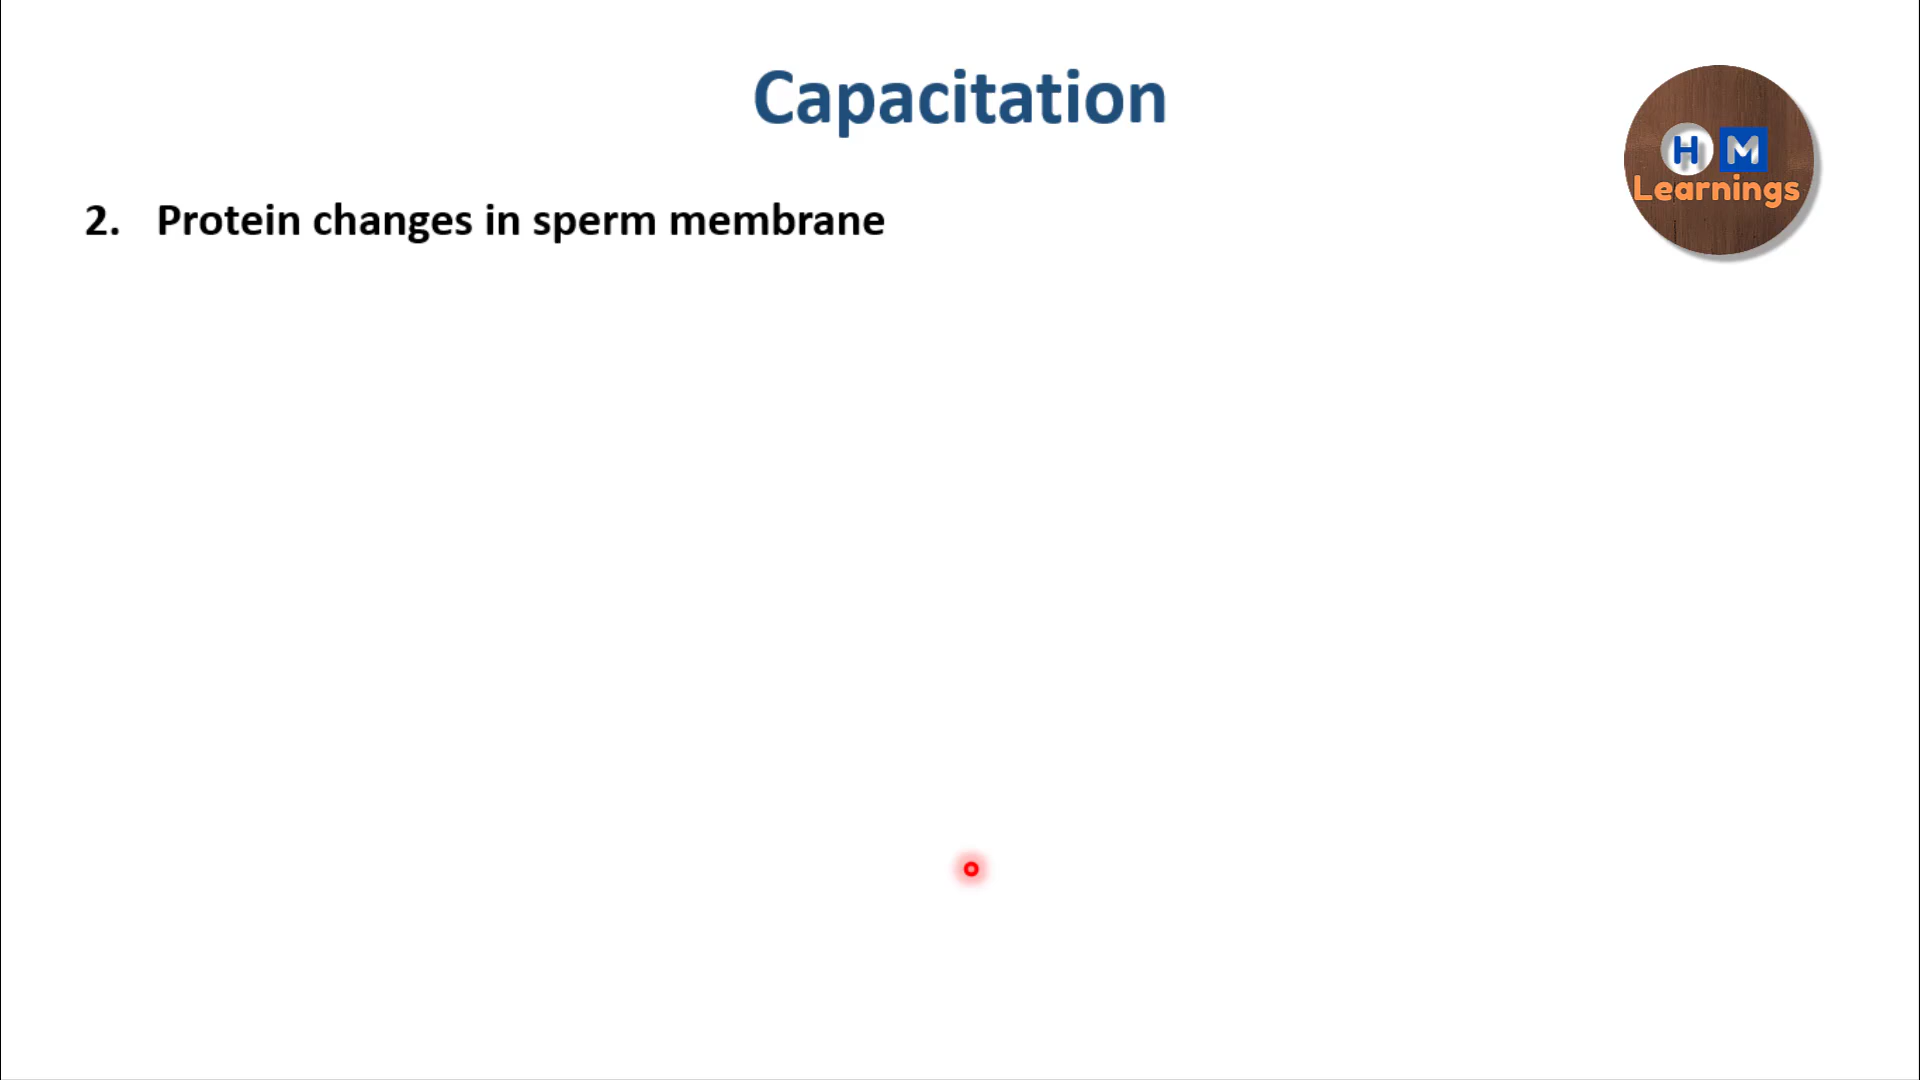 Capacitation
H M
Learnings
2. Protein changes in sperm membrane